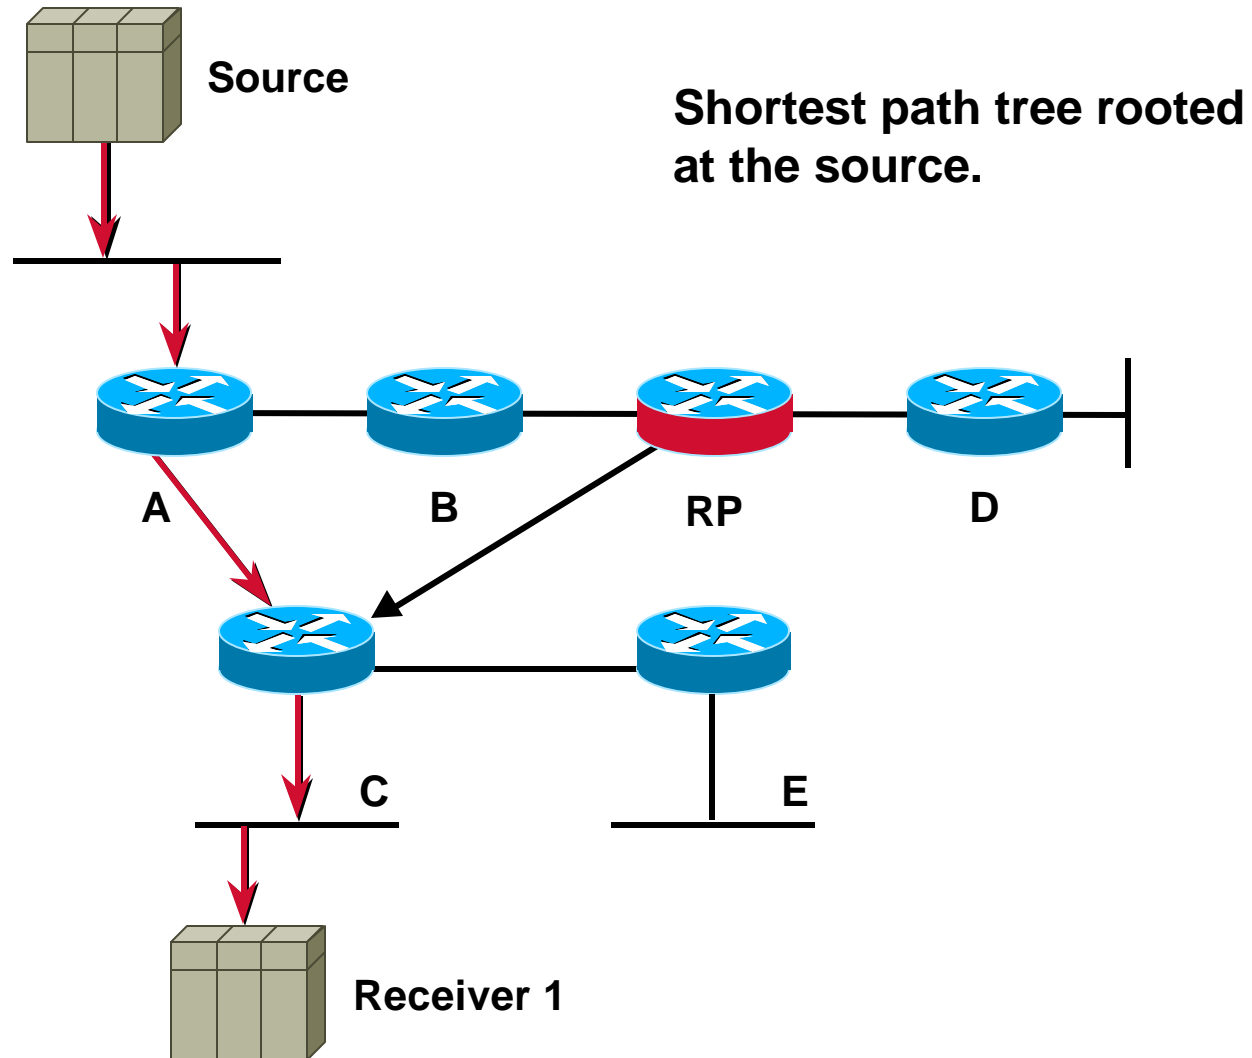 Source
Shortest path tree rooted
at the source.
A
B
RP
D
C
E
Receiver 1